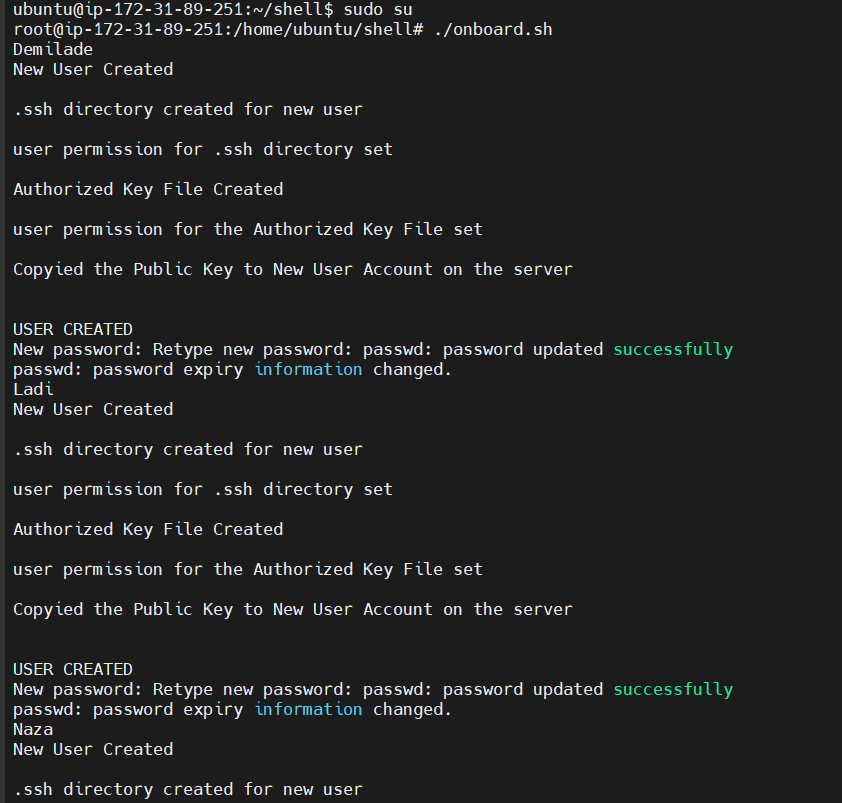 ubuntu@ip-172-31-89-251:~/shell$ sudo su
root@ip-172-31-89-251:/home/ubuntu/shell# ./onboard.sh
Demilade
New User Created
.ssh directory created for new user
user permission for .ssh directory set
Authorized Key File Created
user permission for the Authorized Key File set
Copyied the Public Key to New User Account on the server
USER CREATED
New password: Retype new password: passwd: password updated successfully
passwd: password expiry information changed.
Ladi
New User Created
.ssh directory created for new user
user permission for .ssh directory set
Authorized Key File Created
user permission for the Authorized Key File set
Copyied the Public Key to New User Account on the server
USER CREATED
New password: Retype new password: passwd: password updated successfully
passwd: password expiry information changed.
Naza
New User Created
.ssh directory created for new user